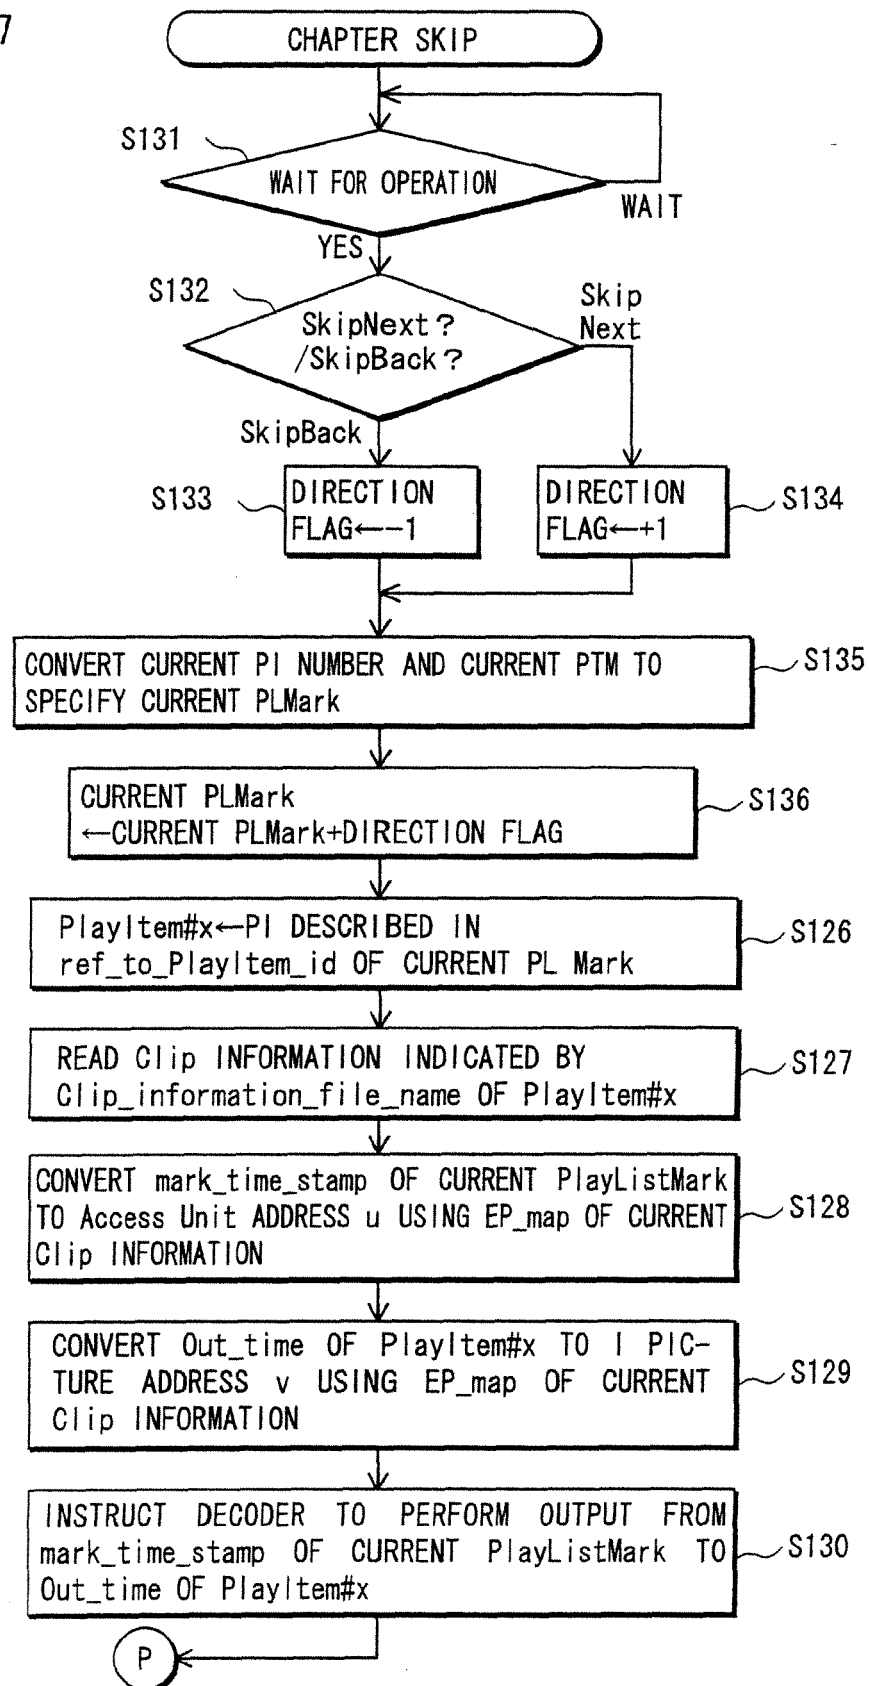 7
CHAPTER SKIP
S131
WAIT FOR OPERATION
WAIT
YES
S132
SkipNext?
/SkipBack?
Skip
Next
SkipBack
S133
DIRECTION
FLAG←−1
DIRECTION
FLAG←+1
S134
CONVERT CURRENT PI NUMBER AND CURRENT PTM TO
SPECIFY CURRENT PLMark
S135
CURRENT PLMark
←CURRENT PLMark+DIRECTION FLAG
S136
PlayItem#x←PI DESCRIBED IN
ref_to_PlayItem_id OF CURRENT PL Mark
S126
READ Clip INFORMATION INDICATED BY
Clip_information_file_name OF PlayItem#x
S127
CONVERT mark_time_stamp OF CURRENT PlayListMark
TO Access Unit ADDRESS u USING EP_map OF CURRENT
Clip INFORMATION
S128
CONVERT Out_time OF PlayItem#x TO I PIC-
TURE ADDRESS v USING EP_map OF CURRENT
Clip INFORMATION
S129
INSTRUCT DECODER TO PERFORM OUTPUT FROM
mark_time_stamp OF CURRENT PlayListMark TO
Out_time OF PlayItem#x
S130
P